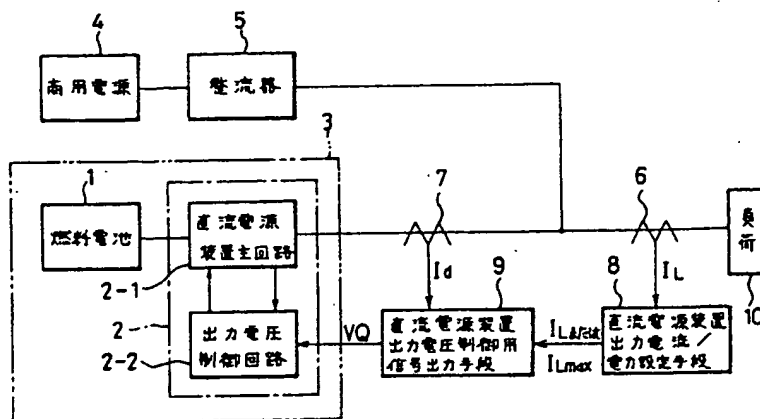 4
5
商用電源
整流器
3
1
7
6
燃料電池
直流電源
装置主回路
負荷
2-1
Id
9
IL
8
10
2
出力電圧
制御回路
VQ
直流電源装置
出力電圧制御用
信号出力手段
ILまたは
ILmax
直流電源装置
出力電流/
電力設定手段
2-2